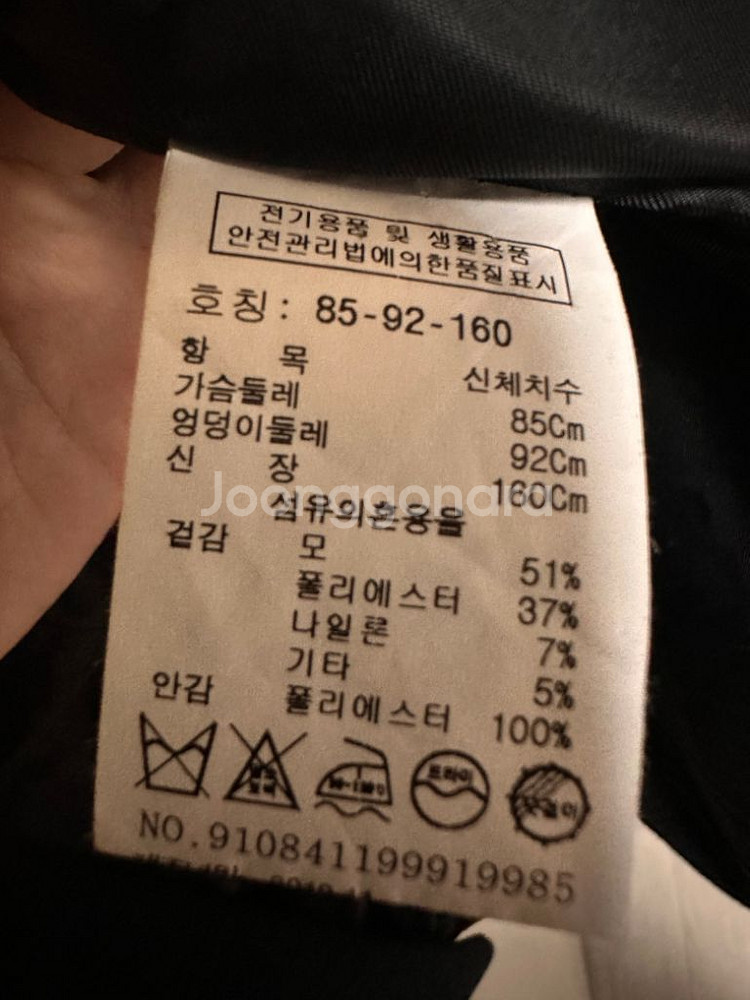 전기용품 및 생활용품
안전관리법에의한품질표시
호칭: 85-92-160
항 목 신체치수
가슴둘레 85Cm
엉덩이둘레 92Cm
신 장 160Cm
Joonggonara
섬유의혼용율
겉감 모 51%
폴리에스터 37%
나일론 7%
기타 5%
안감 폴리에스터 100%
드라이 옷걸이
NO.910841199919985